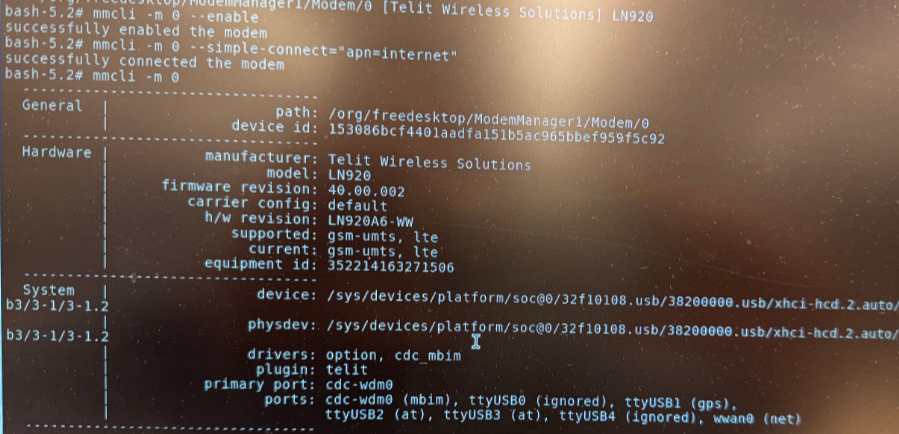 /org/freedesktop/ModemManager1/Modem/0 [Telit Wireless Solutions] LN920
bash-5.2# mmcli -m 0 --enable
successfully enabled the modem
bash-5.2# mmcli -m 0 --simple-connect="apn=internet"
successfully connected the modem
bash-5.2# mmcli -m 0
----------------------------------
General | path: /org/freedesktop/ModemManager1/Modem/0
| device id: 153086bcf4401aadfa151b5ac965bbef959f5c92
----------------------------------
Hardware | manufacturer: Telit Wireless Solutions
| model: LN920
| firmware revision: 40.00.002
| carrier config: default
| h/w revision: LN920A6-WW
| supported: gsm-umts, lte
| current: gsm-umts, lte
| equipment id: 352214163271506
----------------------------------
System | device: /sys/devices/platform/soc@0/32f10108.usb/38200000.usb/xhci-hcd.2.auto/
b3/3-1/3-1.2
| physdev: /sys/devices/platform/soc@0/32f10108.usb/38200000.usb/xhci-hcd.2.auto/
b3/3-1/3-1.2
| drivers: option, cdc_mbim
| plugin: telit
| primary port: cdc-wdm0
| ports: cdc-wdm0 (mbim), ttyUSB0 (ignored), ttyUSB1 (gps),
| ttyUSB2 (at), ttyUSB3 (at), ttyUSB4 (ignored), wwan0 (net)
----------------------------------